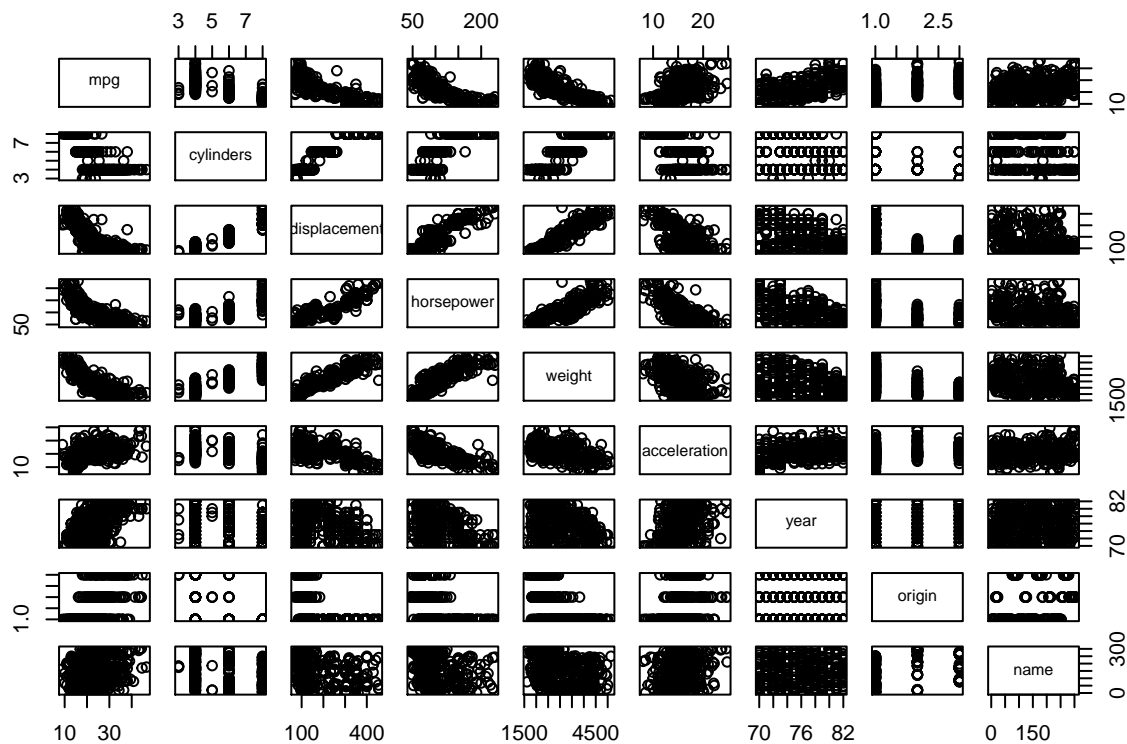 3 5 7 50 200 10 20 1.0 2.5
mpg 10
7 3 cylinders
displacement 100
50 horsepower
weight 1500
10 acceleration
year 82 70
1.0 origin
name 300 150 0
10 30 100 400 1500 4500 70 76 82 0 150